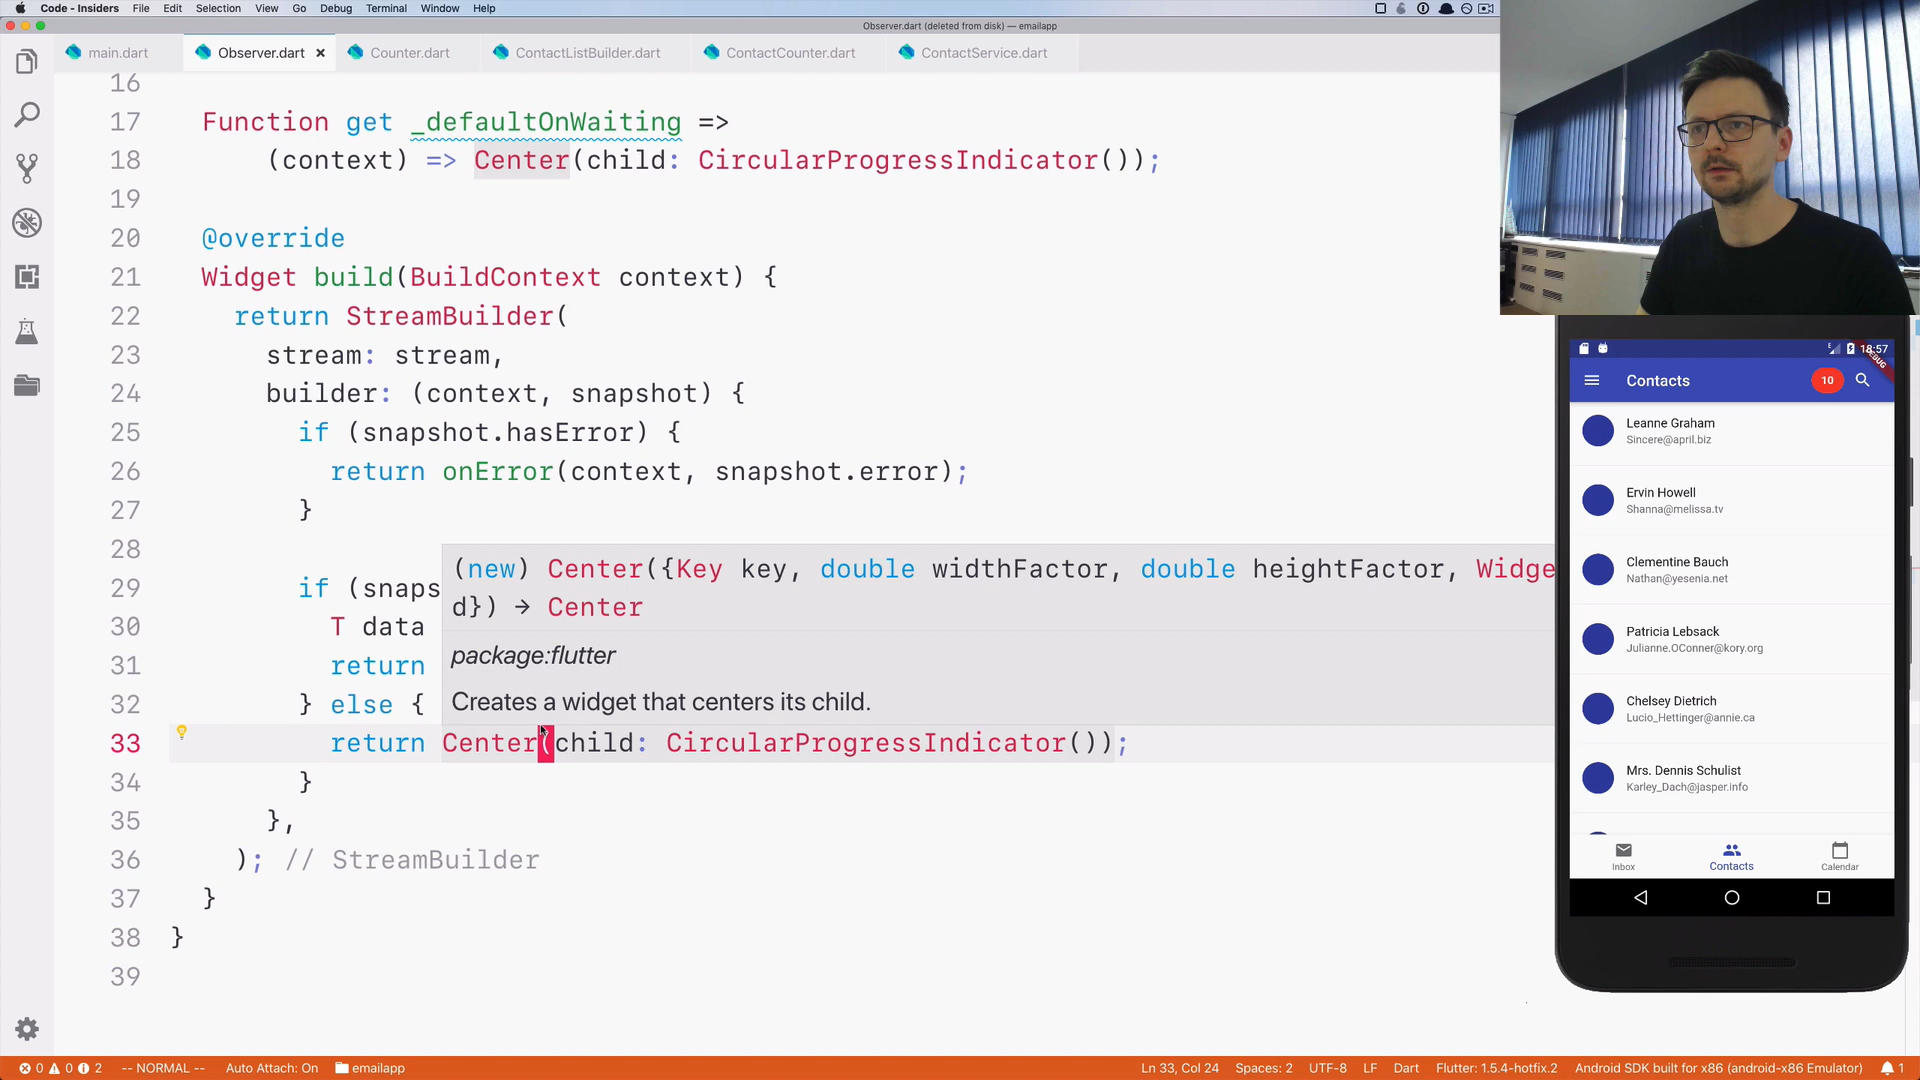 Code - Insiders File Edit Selection View Go Debug Terminal Window Help
Observer.dart (deleted from disk) — emailapp
main.dart Observer.dart Counter.dart ContactListBuilder.dart ContactCounter.dart ContactService.dart
16
17 Function get _defaultOnWaiting =>
18 (context) => Center(child: CircularProgressIndicator());
19
20 @override
21 Widget build(BuildContext context) {
22 return StreamBuilder(
23 stream: stream,
24 builder: (context, snapshot) {
25 if (snapshot.hasError) {
26 return onError(context, snapshot.error);
27 }
28
(new) Center({Key key, double widthFactor, double heightFactor, Widge
d}) → Center
package:flutter
Creates a widget that centers its child.
29 if (snaps
30 T data
31 return
32 } else {
33 return Center(child: CircularProgressIndicator());
34 }
35 },
36 ); // StreamBuilder
37 }
38 }
39
18:57
DEBUG
Contacts 10
Leanne Graham
Sincere@april.biz
Ervin Howell
Shanna@melissa.tv
Clementine Bauch
Nathan@yesenia.net
Patricia Lebsack
Julianne.OConner@kory.org
Chelsey Dietrich
Lucio_Hettinger@annie.ca
Mrs. Dennis Schulist
Karley_Dach@jasper.info
Inbox Contacts Calendar
0 0 2 -- NORMAL -- Auto Attach: On emailapp Ln 33, Col 24 Spaces: 2 UTF-8 LF Dart Flutter: 1.5.4-hotfix.2 Android SDK built for x86 (android-x86 Emulator) 1